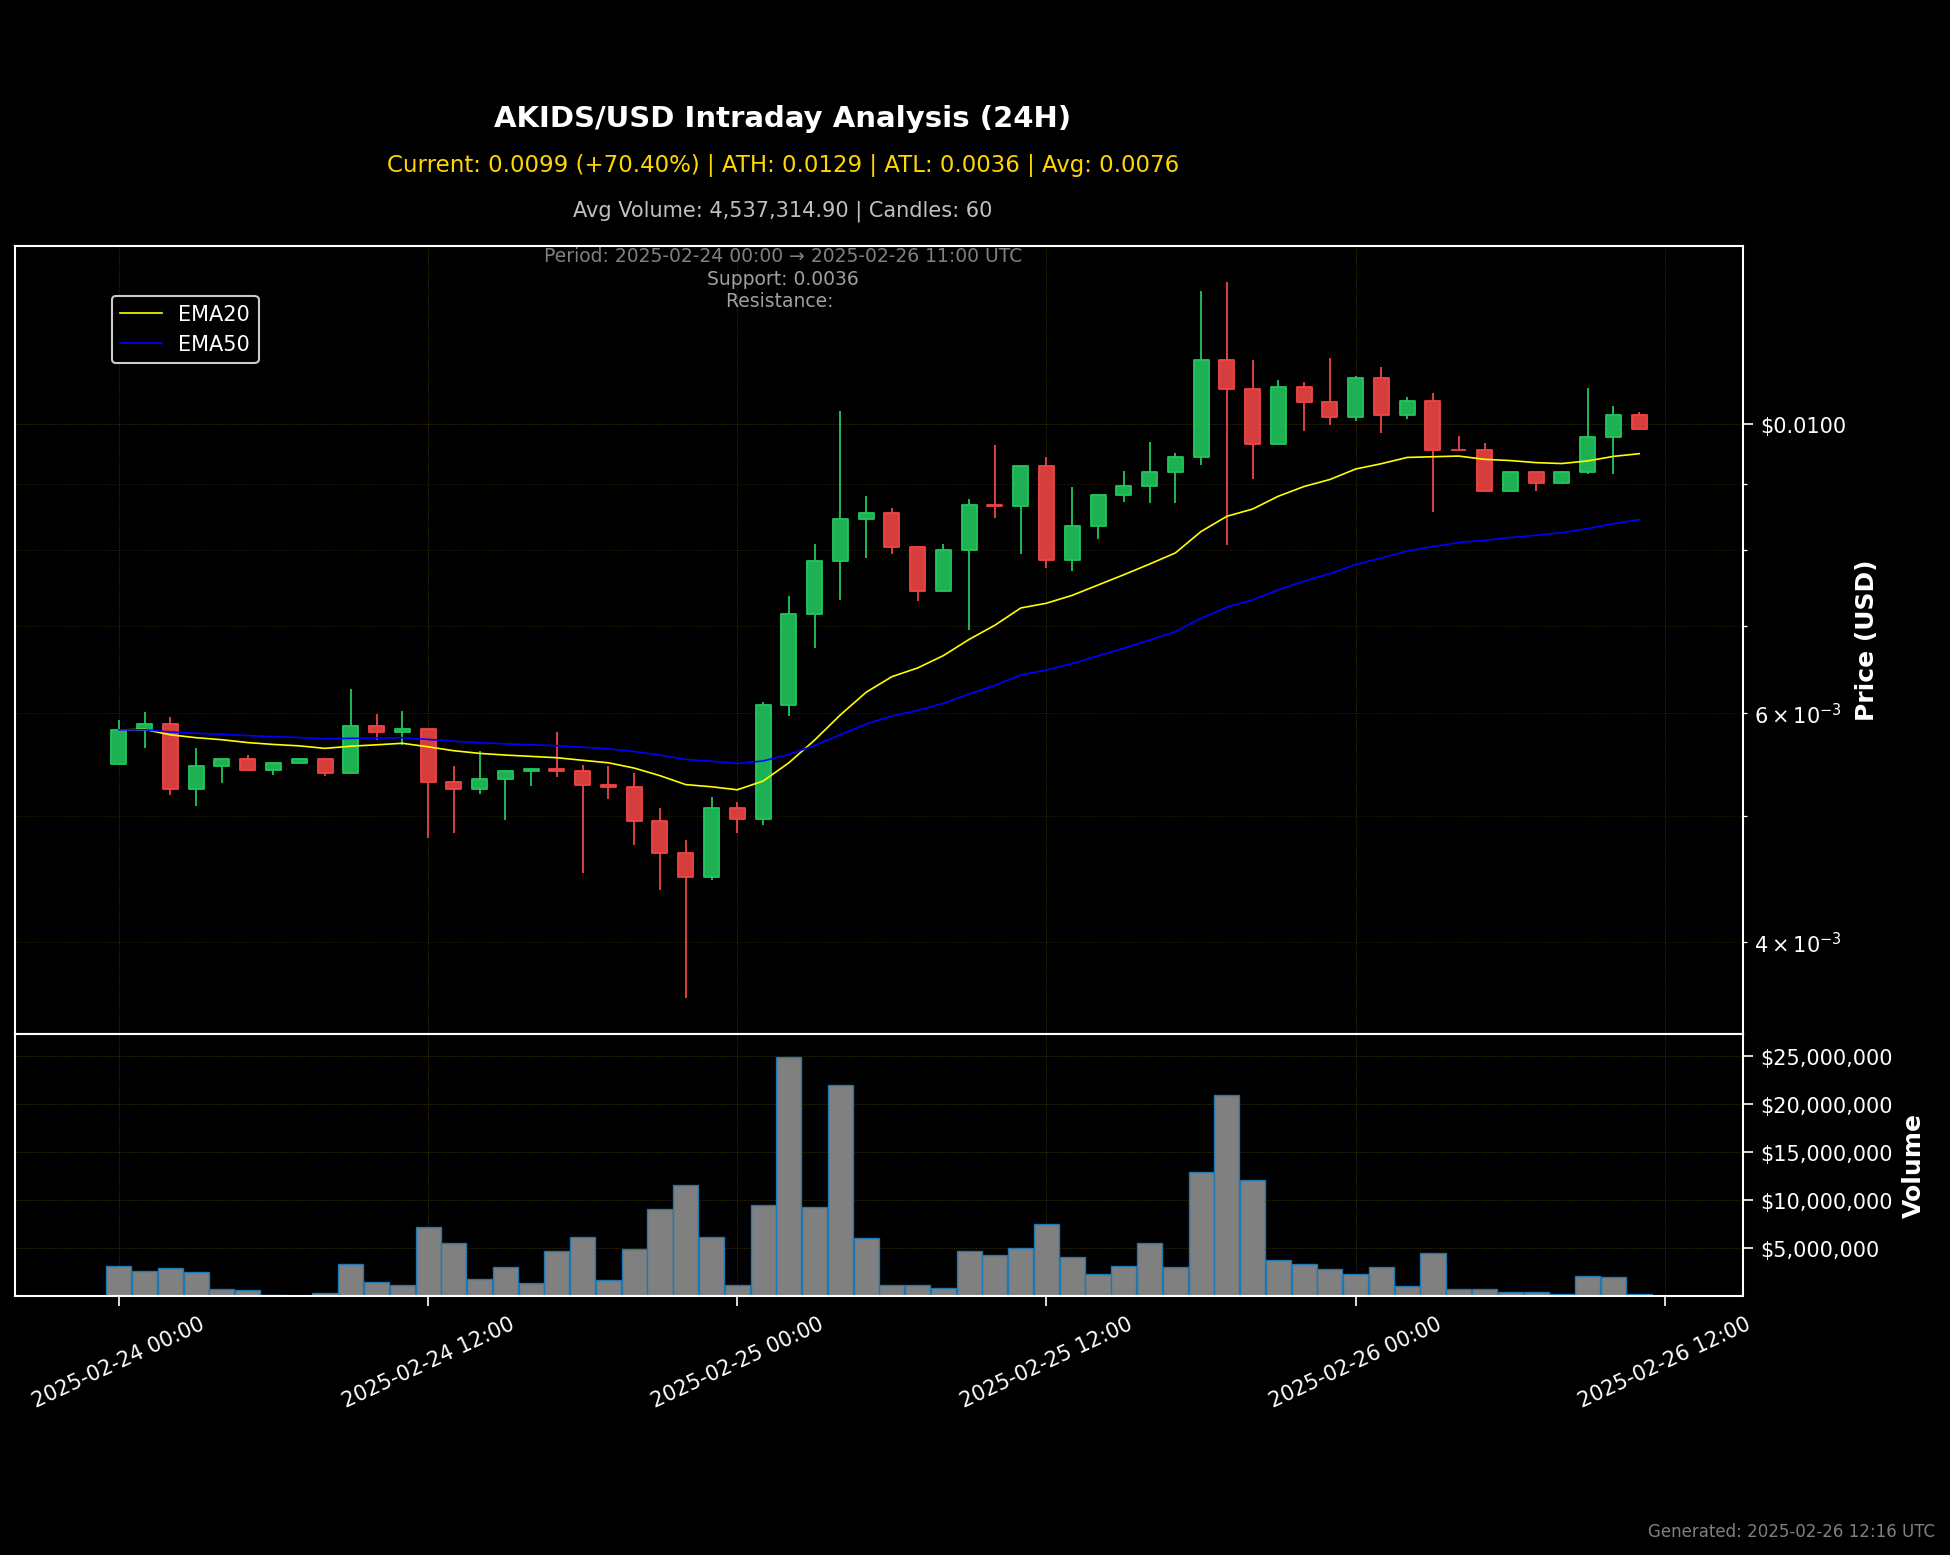 AKIDS/USD Intraday Analysis (24H)
Current: 0.0099 (+70.40%) | ATH: 0.0129 | ATL: 0.0036 | Avg: 0.0076
Avg Volume: 4,537,314.90 | Candles: 60
Period: 2025-02-24 00:00 → 2025-02-26 11:00 UTC
Support: 0.0036
Resistance:
EMA20
EMA50
$0.0100
6 × 10⁻³
4 × 10⁻³
Price (USD)
$25,000,000
$20,000,000
$15,000,000
$10,000,000
$5,000,000
Volume
2025-02-24 00:00
2025-02-24 12:00
2025-02-25 00:00
2025-02-25 12:00
2025-02-26 00:00
2025-02-26 12:00
Generated: 2025-02-26 12:16 UTC